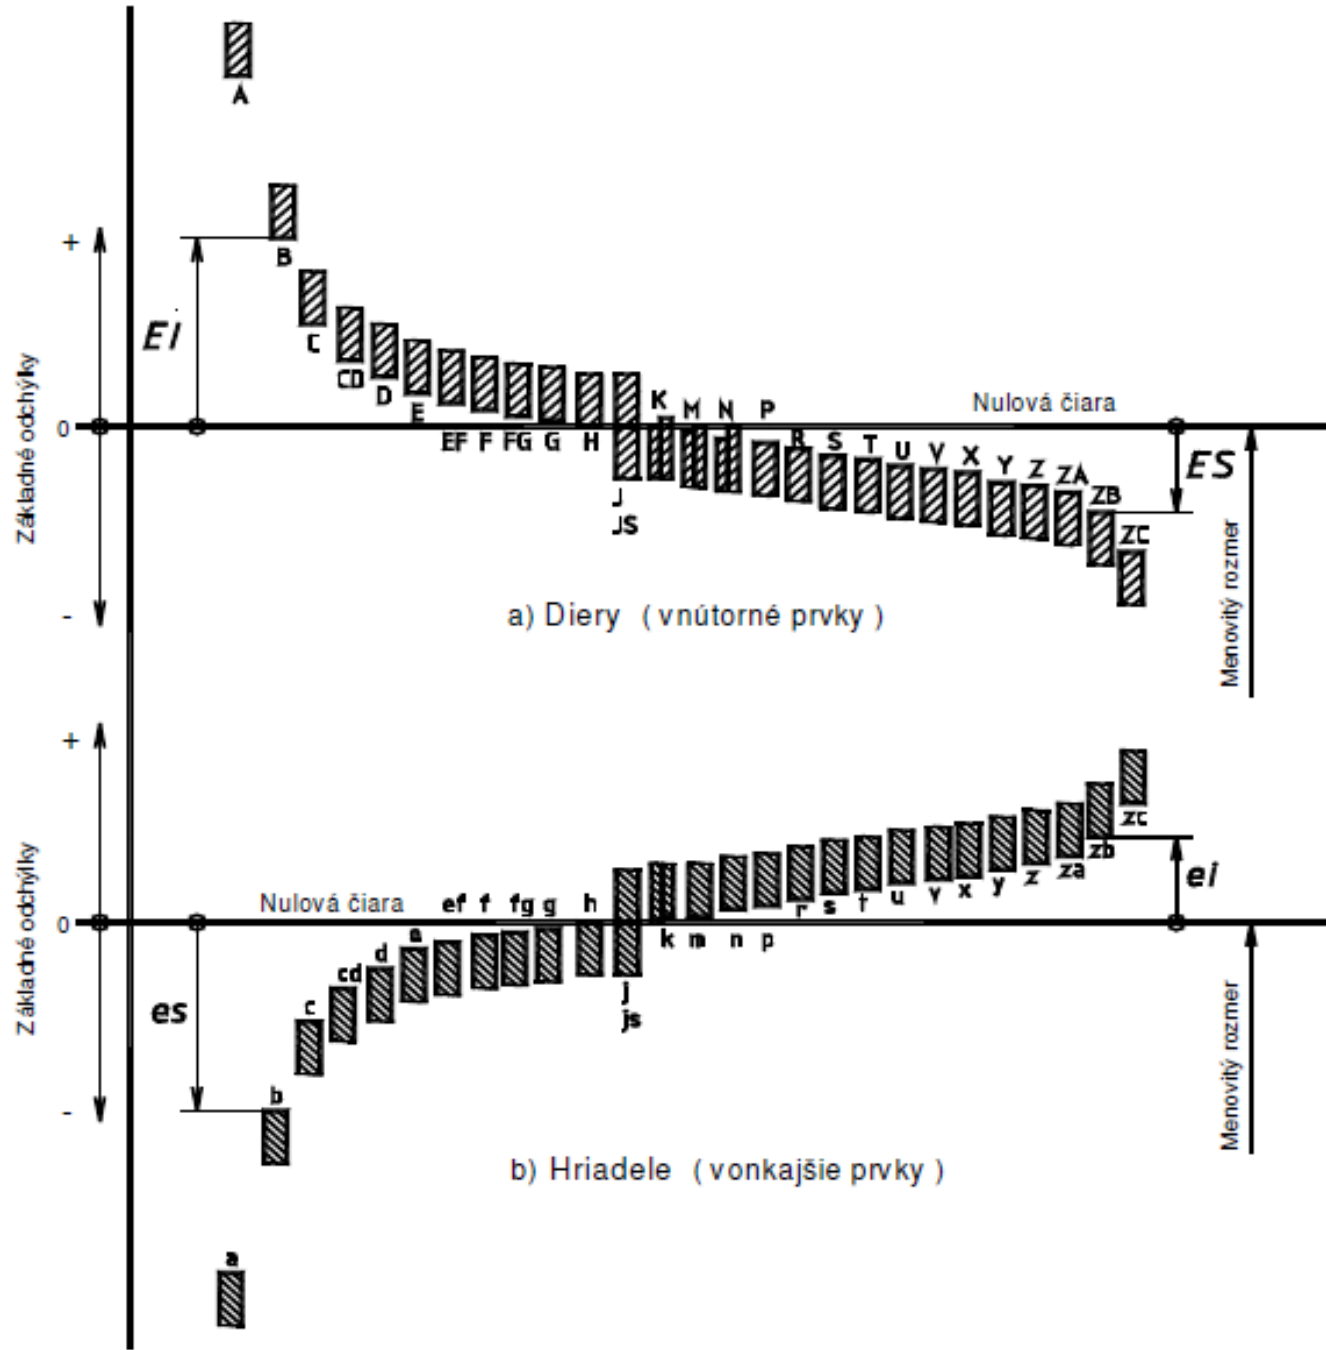 A
+
B
EI
C
CD
D
E
EF F FG G H
Základné odchýlky
0
J
JS
K M N P
R S T U V X Y Z ZA ZB ZC
Nulová čiara
ES
-
a) Diery ( vnútorné prvky )
Menovitý rozmer
+
zc
zb
za
z
y
x
v
u
t
s
r
ei
Základné odchýlky
0
Nulová čiara
ef f fg g h
k m n p
e
d
cd
c
j
js
es
b
-
b) Hriadele ( vonkajšie prvky )
Menovitý rozmer
a